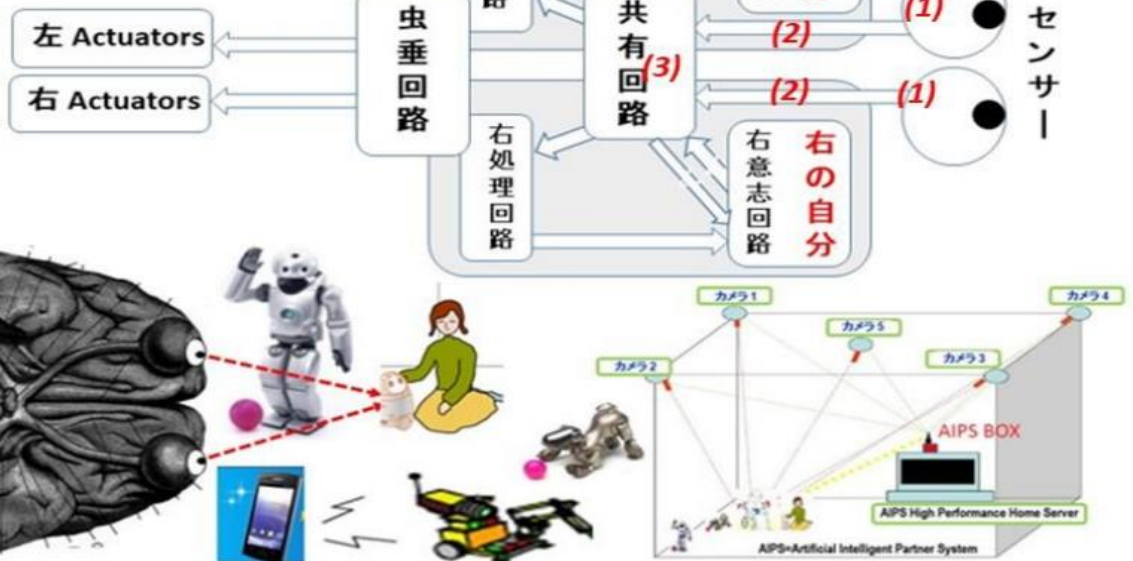 左 Actuators
右 Actuators
虫垂回路
路
共有回路
(3)
(2)
(1)
(2)
(1)
センサー
右処理回路
右意志回路
右の自分
カメラ1
カメラ4
カメラ5
カメラ2
カメラ3
AIPS BOX
AIPS High Performance Home Server
AIPS=Artificial Intelligent Partner System